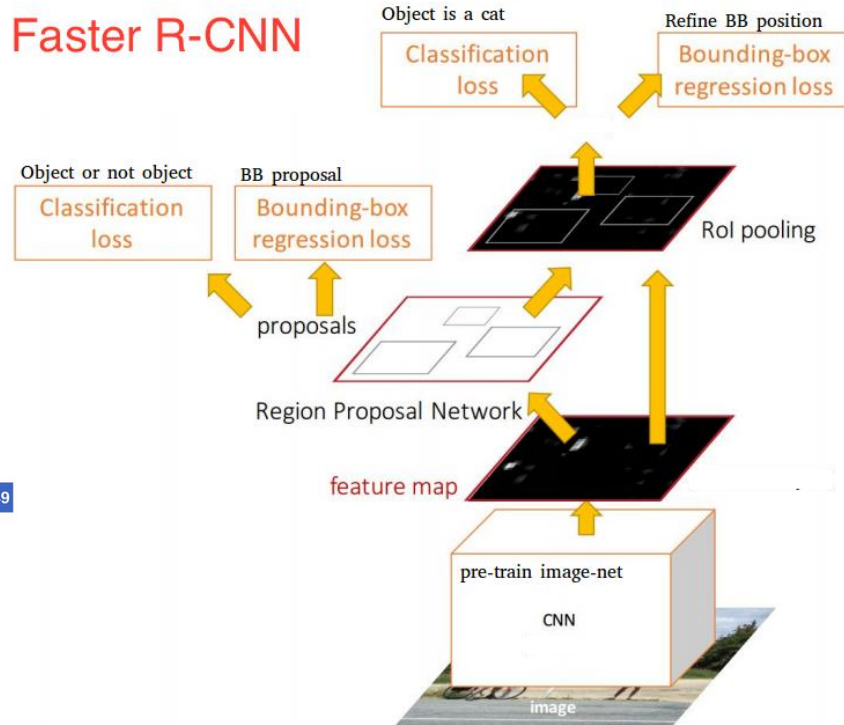 Faster R-CNN
Object is a cat
Classification
loss
Refine BB position
Bounding-box
regression loss
Object or not object
Classification
loss
BB proposal
Bounding-box
regression loss
RoI pooling
proposals
Region Proposal Network
feature map
9
pre-train image-net
CNN
image